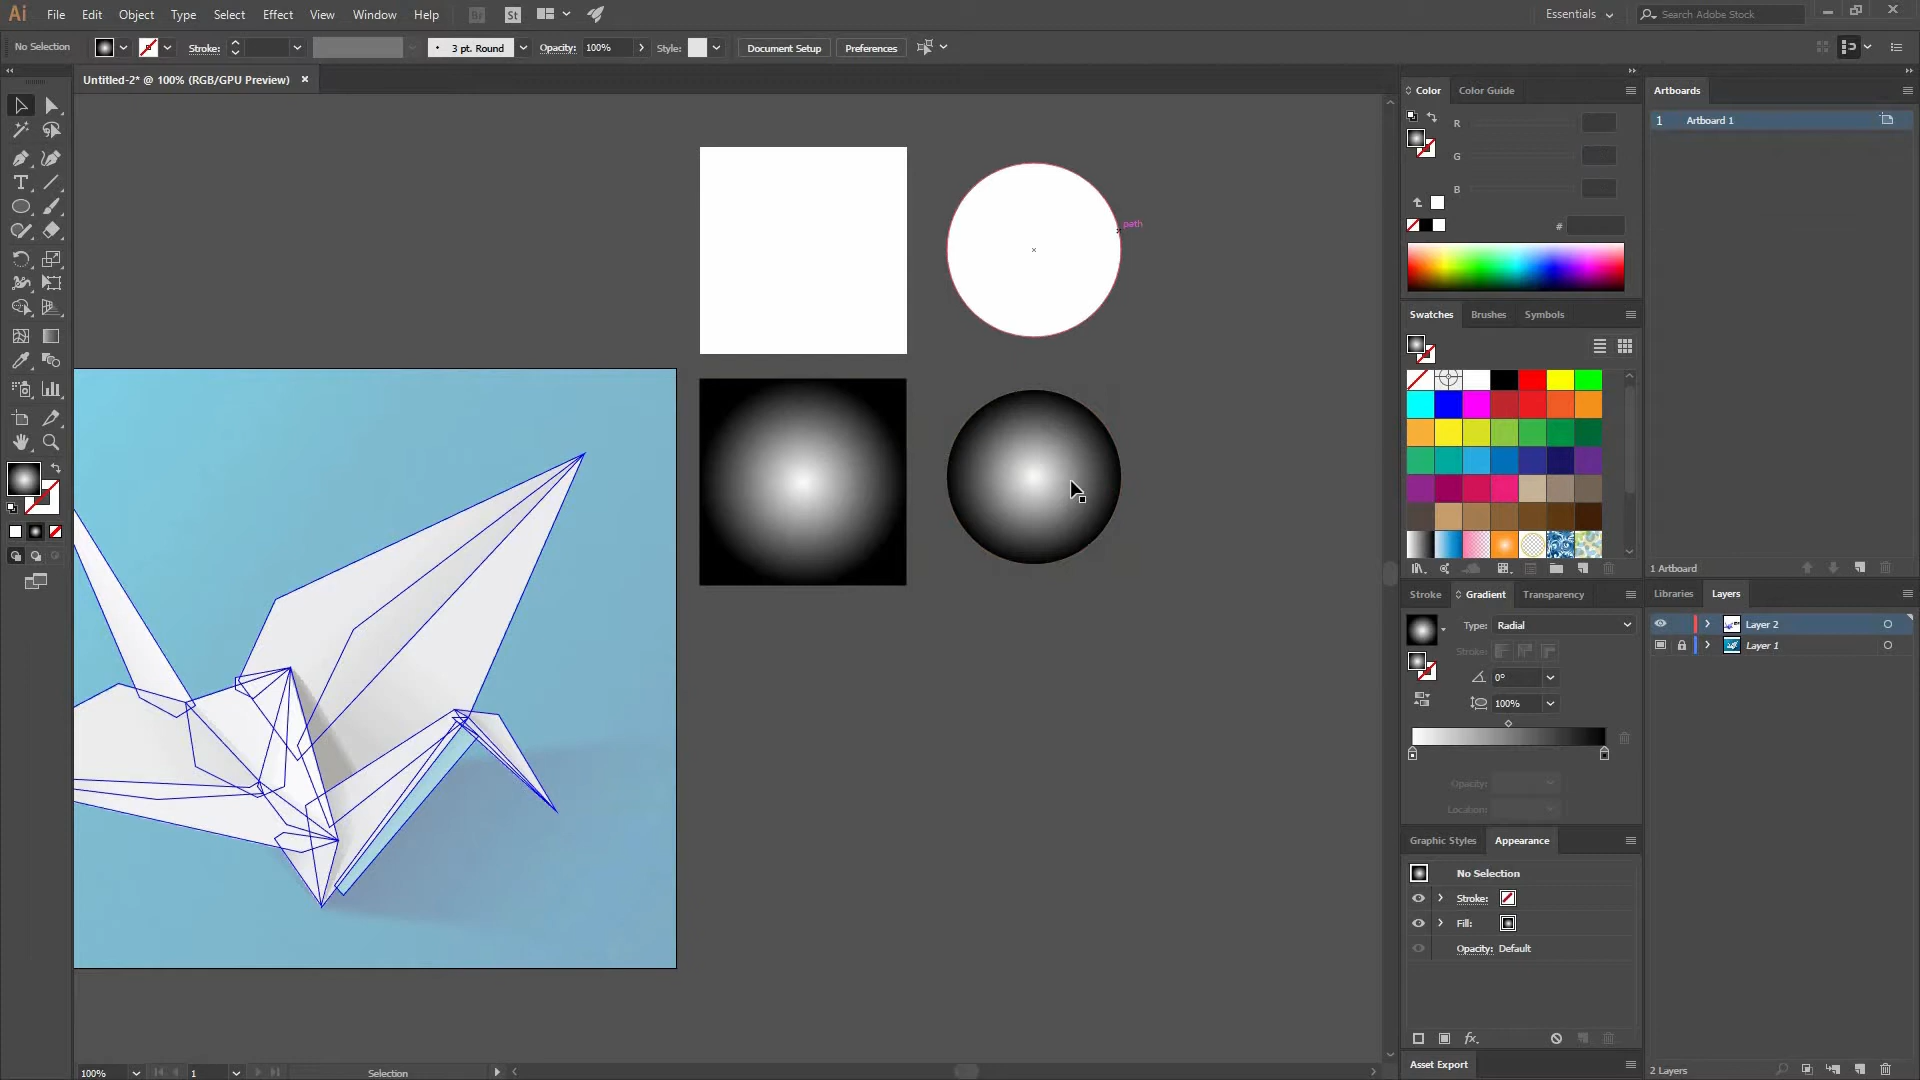 Ai File Edit Object Type Select Effect View Window Help Br St Essentials Search Adobe Stock
No Selection Stroke: 3 pt. Round Opacity: 100% Style: Document Setup Preferences
Untitled-2* @ 100% (RGB/GPU Preview)
Color Color Guide
R
G
B
#
Artboards
1 Artboard 1
path
Swatches Brushes Symbols
1 Artboard
Stroke Gradient Transparency
Type: Radial
Stroke:
0°
100%
Opacity:
Location:
Libraries Layers
Layer 2
Layer 1
Graphic Styles Appearance
No Selection
Stroke:
Fill:
Opacity: Default
Asset Export
2 Layers
100% 1 Selection